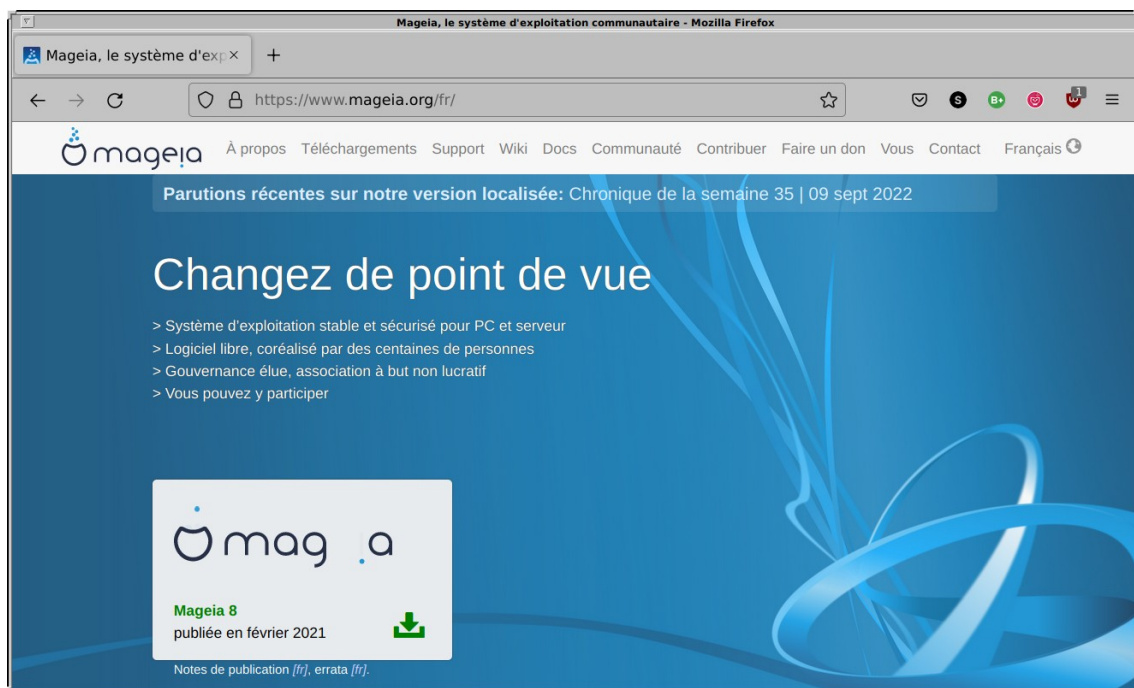 Mageia, le système d'exploitation communautaire - Mozilla Firefox
Mageia, le système d'exp
https://www.mageia.org/fr/
S B+ 1
mageia À propos Téléchargements Support Wiki Docs Communauté Contribuer Faire un don Vous Contact Français
Parutions récentes sur notre version localisée: Chronique de la semaine 35 | 09 sept 2022
Changez de point de vue
> Système d'exploitation stable et sécurisé pour PC et serveur
> Logiciel libre, coréalisé par des centaines de personnes
> Gouvernance élue, association à but non lucratif
> Vous pouvez y participer
mag a
Mageia 8
publiée en février 2021
Notes de publication [fr], errata [fr].